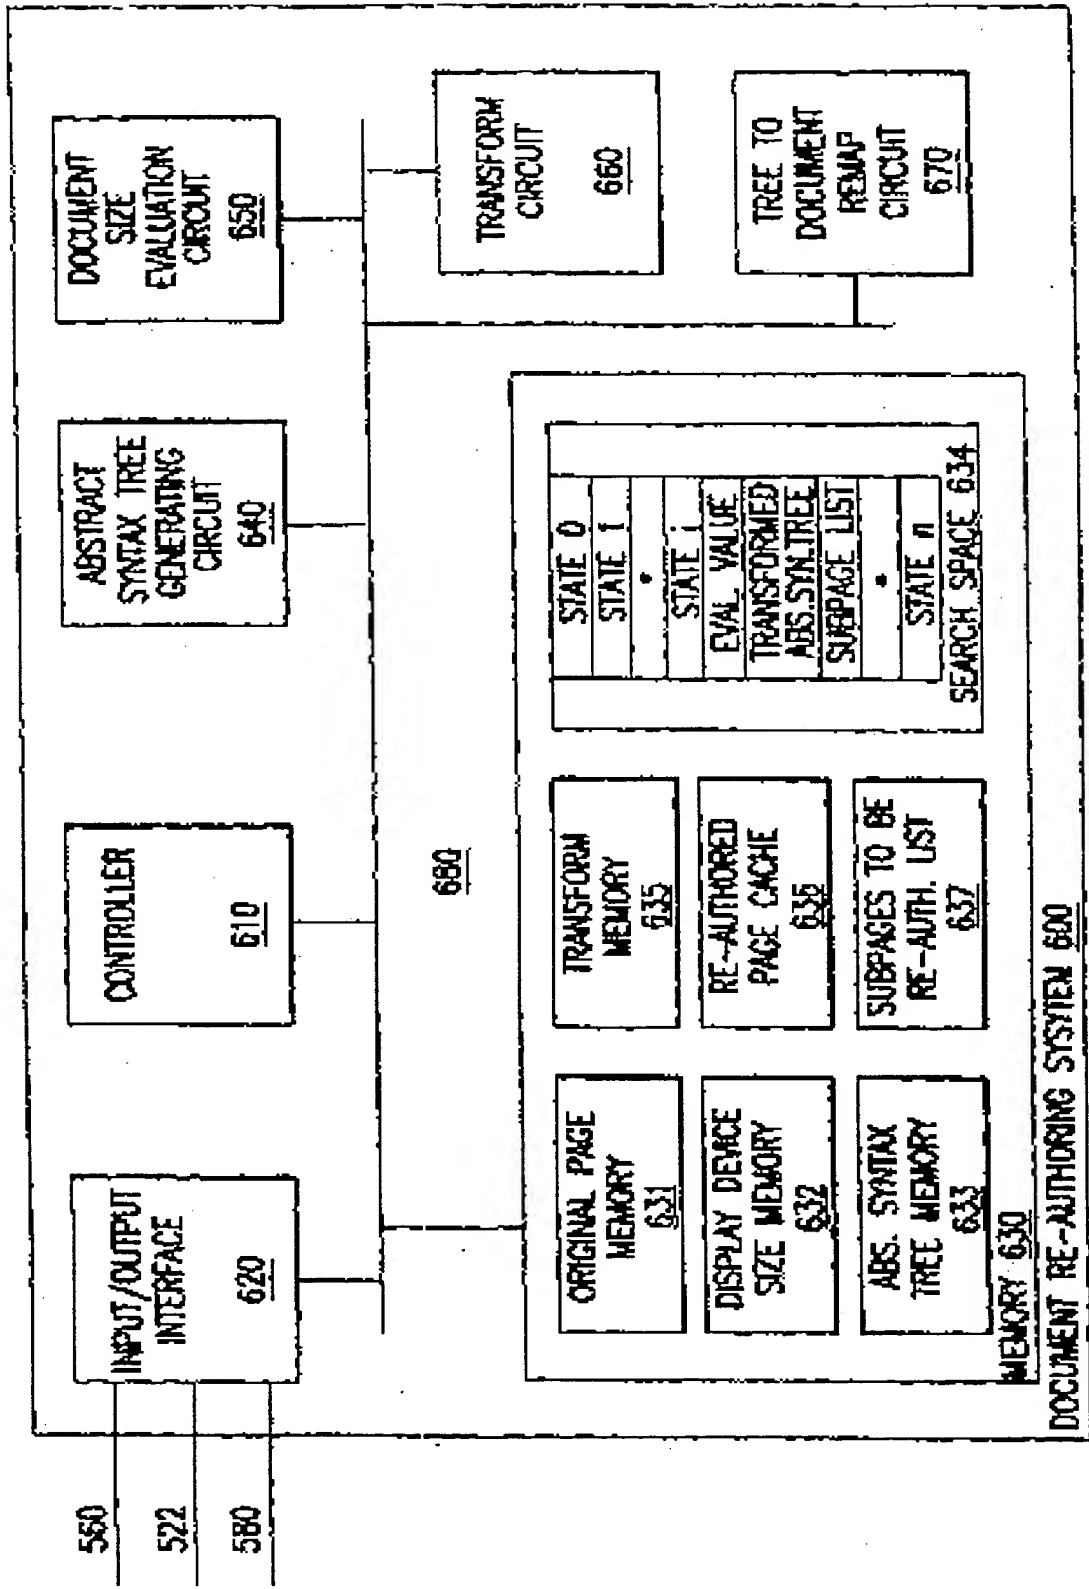 560
522
580
INPUT/OUTPUT
INTERFACE
620
CONTROLLER
610
ABSTRACT
SYNTAX TREE
GENERATING
CIRCUIT
640
DOCUMENT
SIZE
EVALUATION
CIRCUIT
650
680
TRANSFORM
CIRCUIT
660
TREE TO
DOCUMENT
REMAP
CIRCUIT
670
ORIGINAL PAGE
MEMORY
631
DISPLAY DEVICE
SIZE MEMORY
632
ABS. SYNTAX
TREE MEMORY
633
TRANSFORM
MEMORY
635
RE-AUTHORED
PAGE CACHE
636
SUBPAGES TO BE
RE-AUTH. LIST
637
STATE 0
STATE 1
•
STATE i
EVAL VALUE
TRANSFORMED
ABS.SYN.TREE
SUBPAGE LIST
•
STATE n
SEARCH SPACE 634
MEMORY 630
DOCUMENT RE-AUTHORING SYSYTEM 600